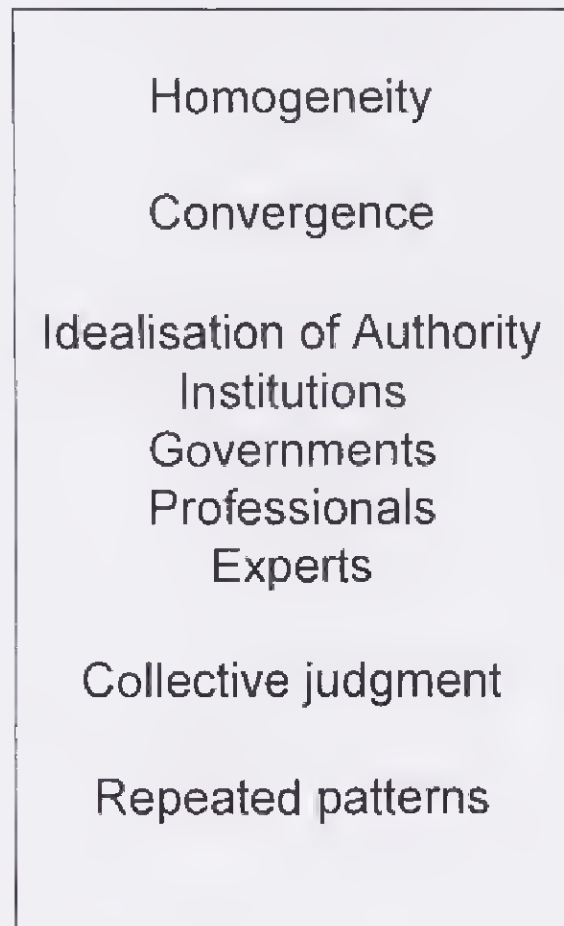 Homogeneity
Convergence
Idealisation of Authority
Institutions
Governments
Professionals
Experts
Collective judgment
Repeated patterns